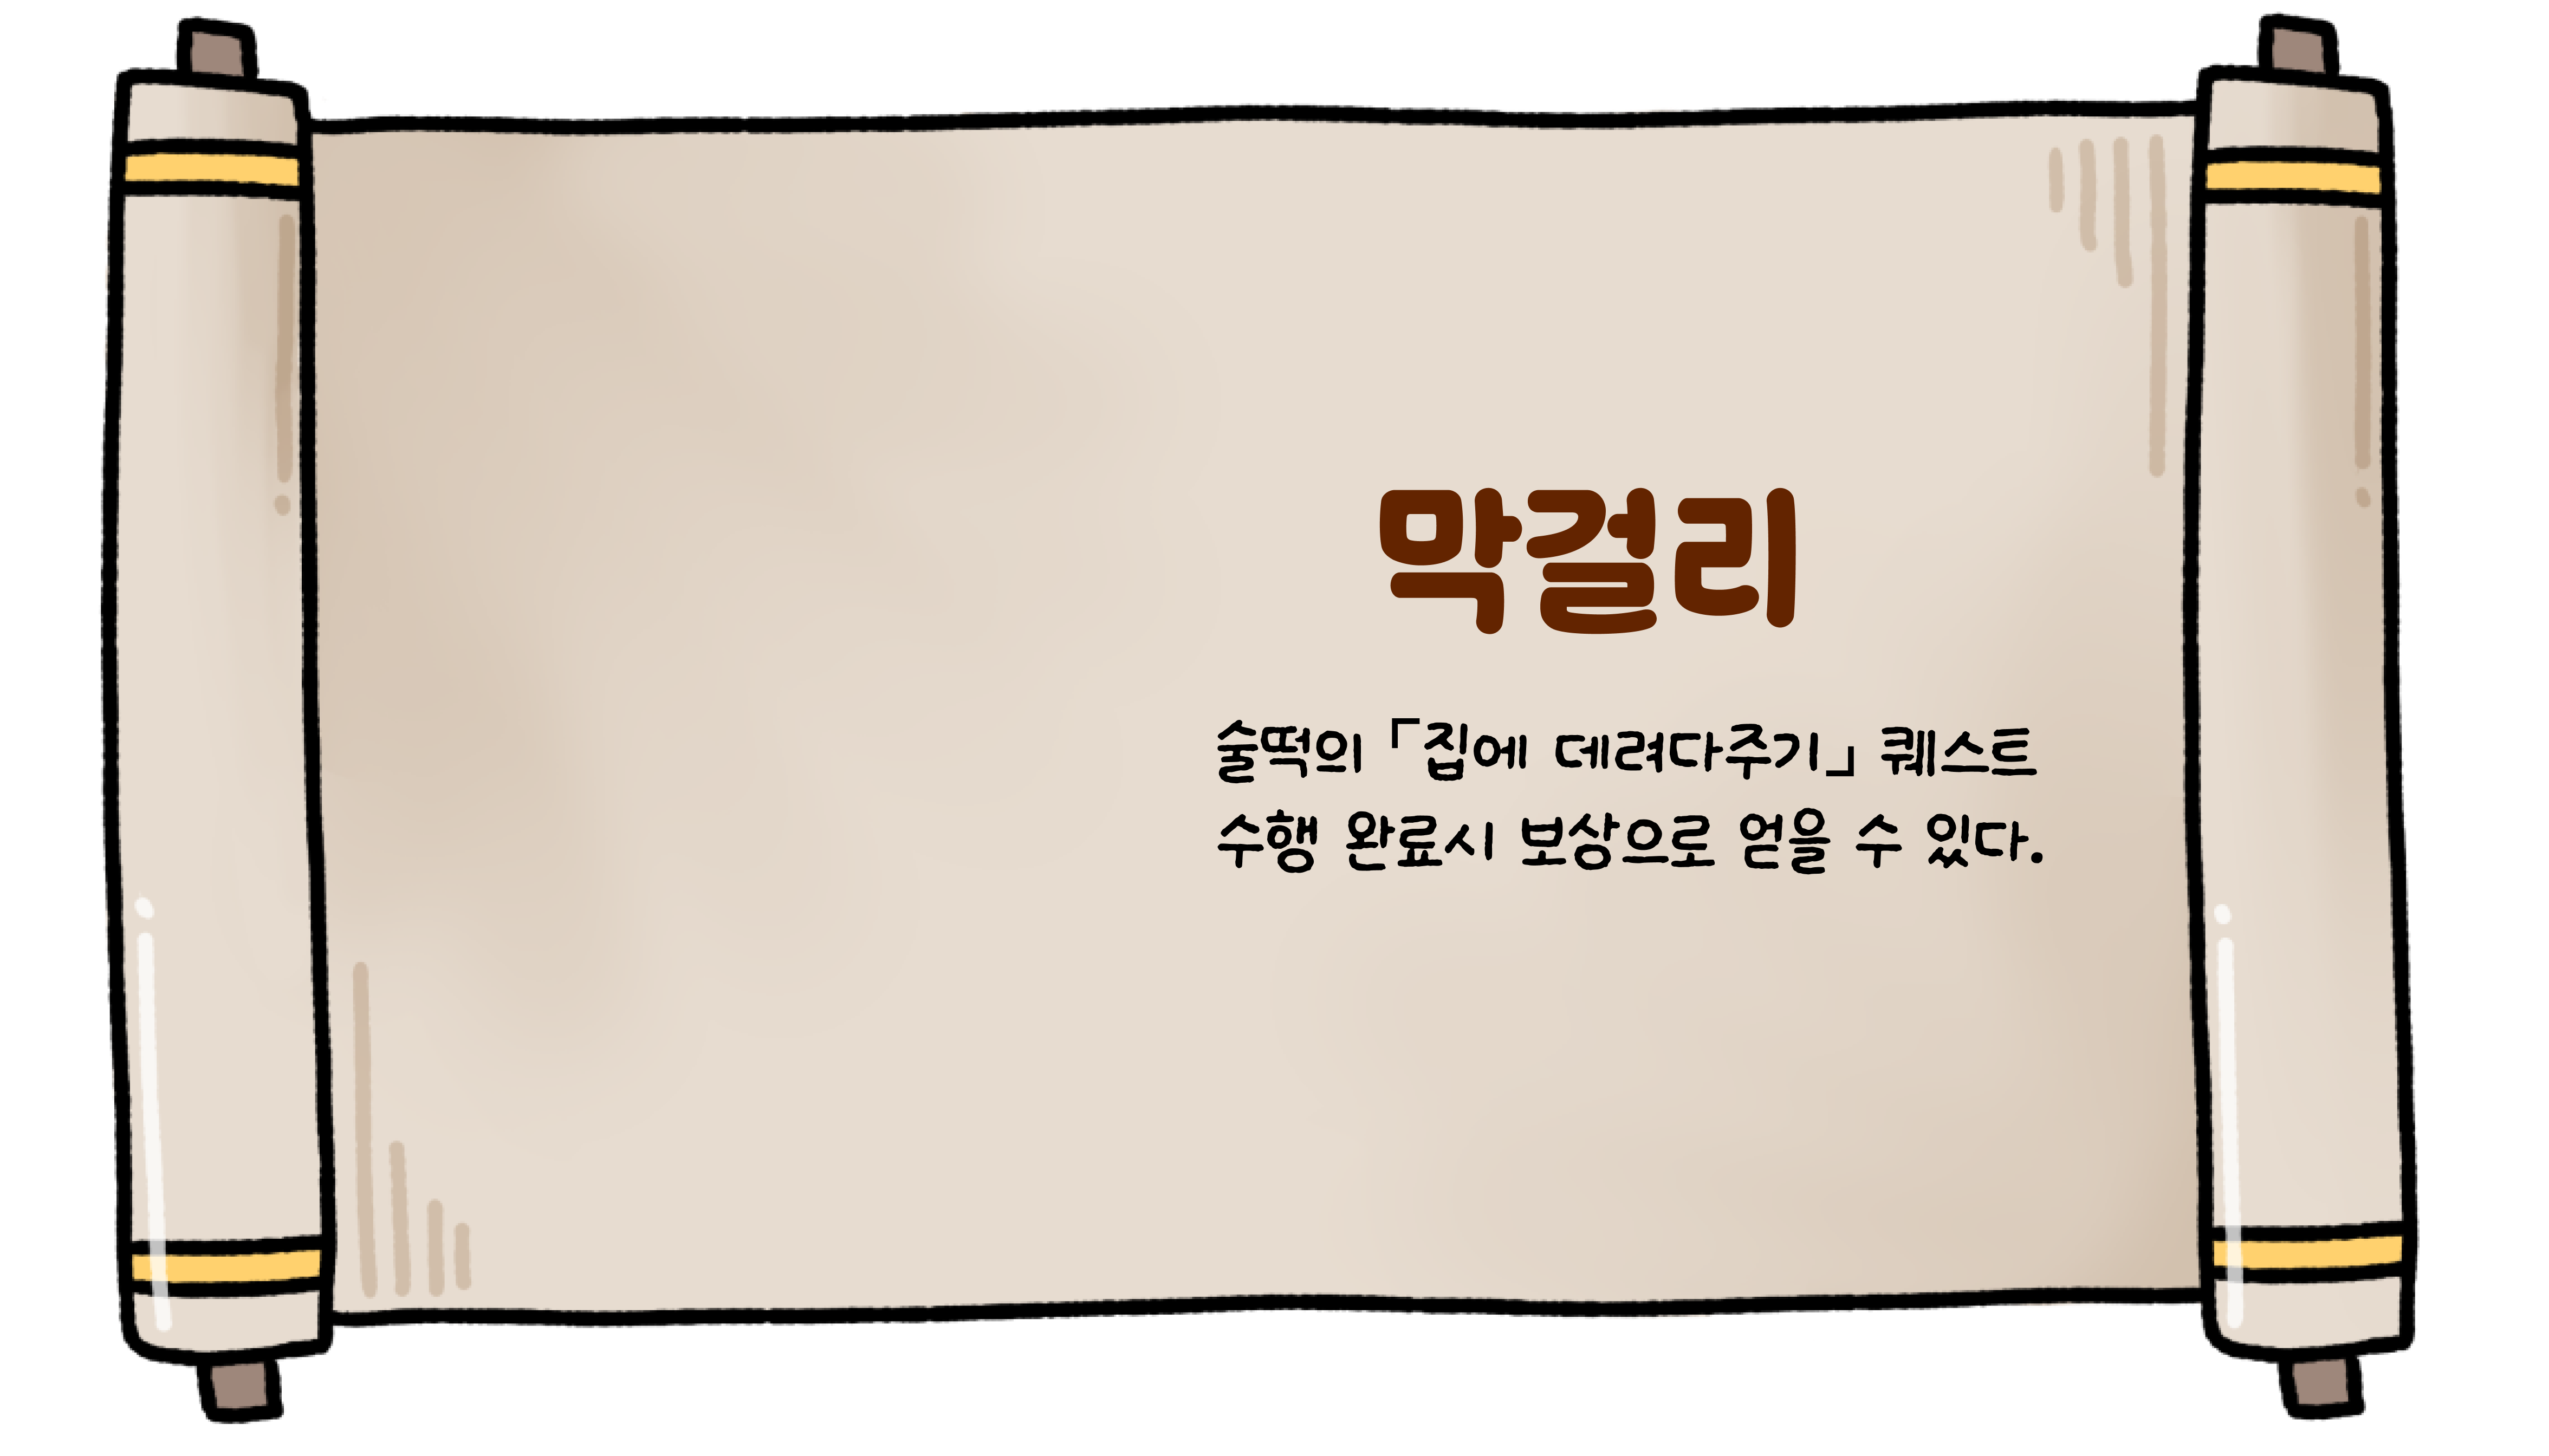 막걸리
술떡의 「집에 데려다주기」 퀘스트
수행 완료시 보상으로 얻을 수 있다.